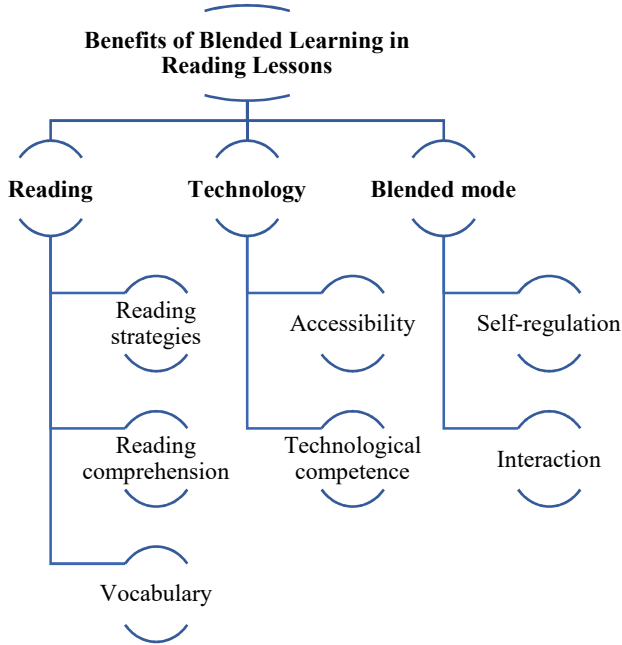 Benefits of Blended Learning in
Reading Lessons
Reading
Technology
Blended mode
Reading
strategies
Accessibility
Self-regulation
Reading
comprehension
Technological
competence
Interaction
Vocabulary